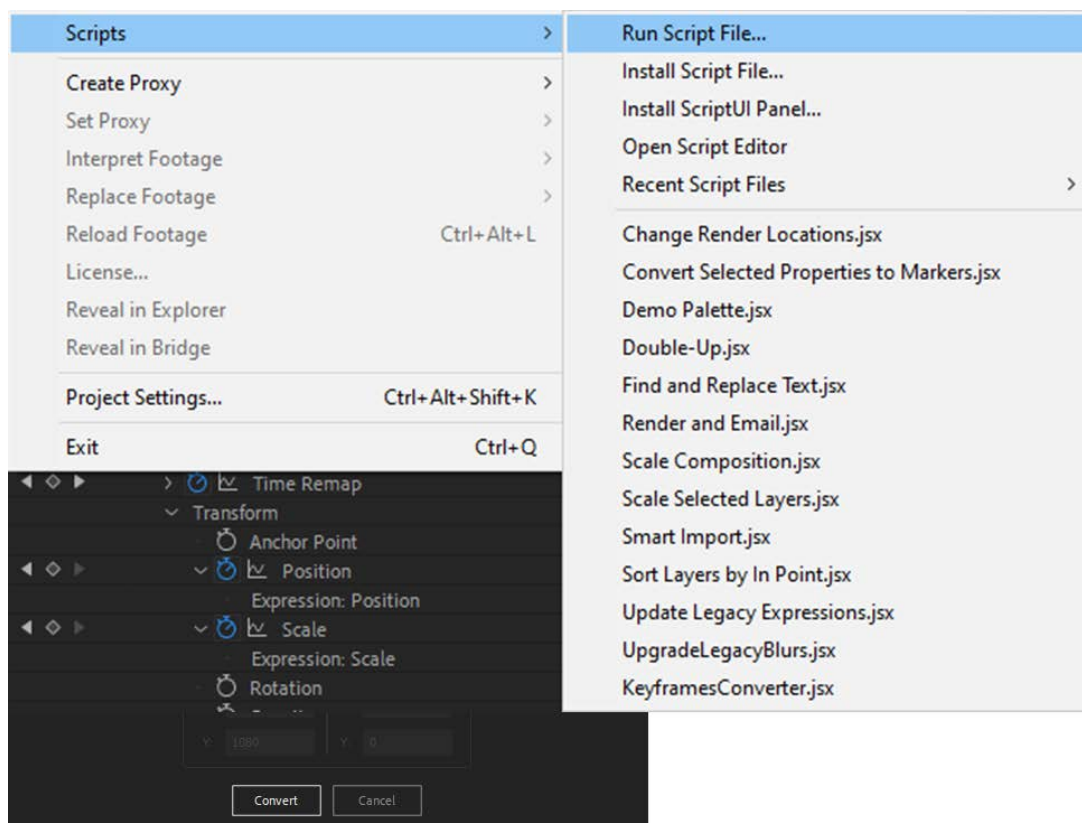 Scripts
Create Proxy
Set Proxy
Interpret Footage
Replace Footage
Reload Footage Ctrl+Alt+L
License...
Reveal in Explorer
Reveal in Bridge
Project Settings... Ctrl+Alt+Shift+K
Exit Ctrl+Q
Run Script File...
Install Script File...
Install ScriptUI Panel...
Open Script Editor
Recent Script Files
Change Render Locations.jsx
Convert Selected Properties to Markers.jsx
Demo Palette.jsx
Double-Up.jsx
Find and Replace Text.jsx
Render and Email.jsx
Scale Composition.jsx
Scale Selected Layers.jsx
Smart Import.jsx
Sort Layers by In Point.jsx
Update Legacy Expressions.jsx
UpgradeLegacyBlurs.jsx
KeyframesConverter.jsx
Time Remap
Transform
Anchor Point
Position
Expression: Position
Scale
Expression: Scale
Rotation
Y: 1080 Y: 0
Convert Cancel